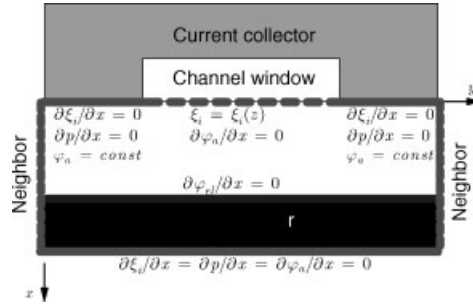 Current collector
Channel window
y
∂ξᵢ/∂x = 0 ξᵢ = ξᵢ(z) ∂ξᵢ/∂x = 0
∂p/∂x = 0 ∂φₐ/∂x = 0 ∂p/∂x = 0
φₐ = const φₐ = const
Neighbor
Neighbor
∂φₑₗ/∂x = 0
r
∂ξᵢ/∂x = ∂p/∂x = ∂φₐ/∂x = 0
x